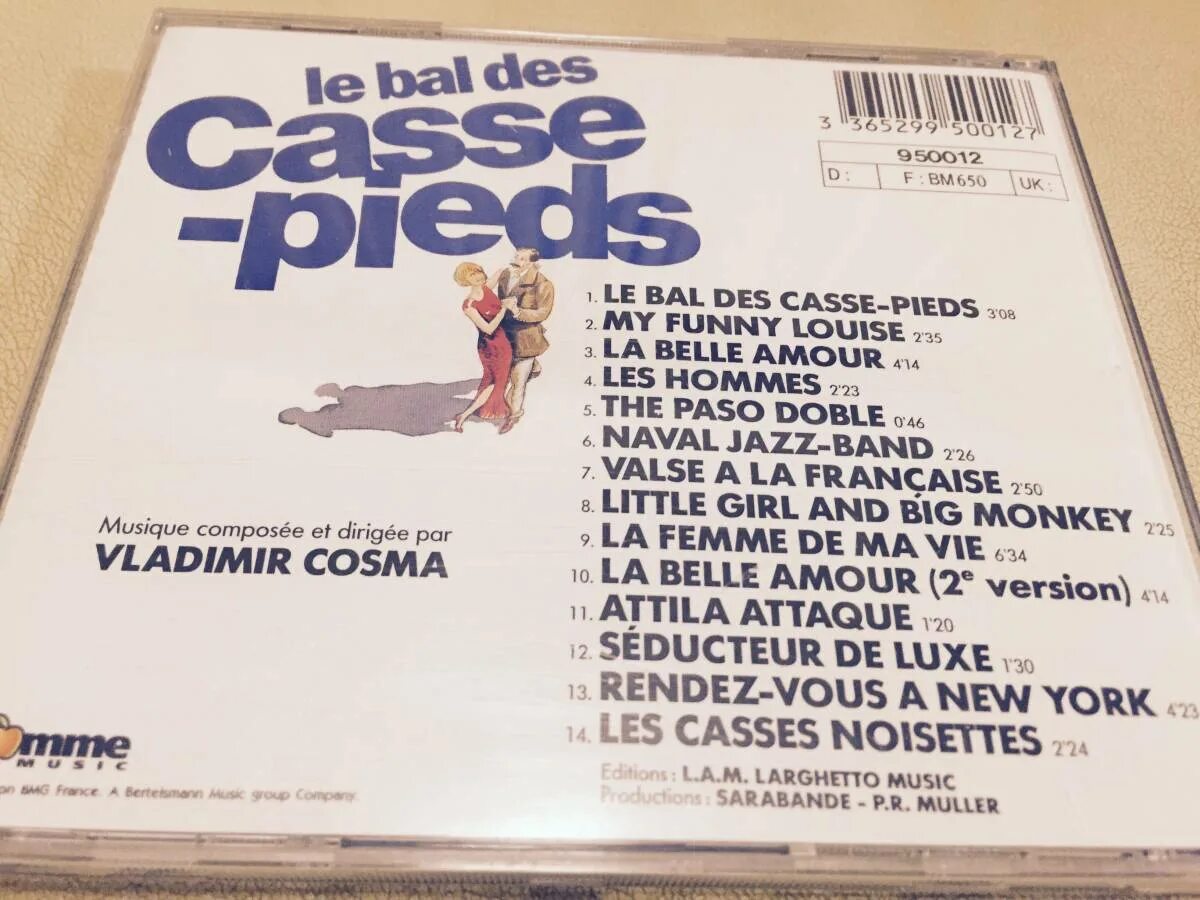 le bal des
Casse
-pieds
3 365299 500127
950012
D : F : BM650 UK :
1. LE BAL DES CASSE-PIEDS 3'08
2. MY FUNNY LOUISE 2'35
3. LA BELLE AMOUR 4'14
4. LES HOMMES 2'23
5. THE PASO DOBLE 0'46
6. NAVAL JAZZ-BAND 2'26
7. VALSE A LA FRANÇAISE 2'50
8. LITTLE GIRL AND BIG MONKEY 2'25
9. LA FEMME DE MA VIE 6'34
10. LA BELLE AMOUR (2e version) 4'14
11. ATTILA ATTAQUE 1'20
12. SÉDUCTEUR DE LUXE 1'30
13. RENDEZ-VOUS A NEW YORK 4'23
14. LES CASSES NOISETTES 2'24
Editions : L.A.M. LARGHETTO MUSIC
Productions : SARABANDE - P.R. MULLER
Musique composée et dirigée par
VLADIMIR COSMA
omme
MUSIC
on BMG France. A Bertelsmann Music group Company.